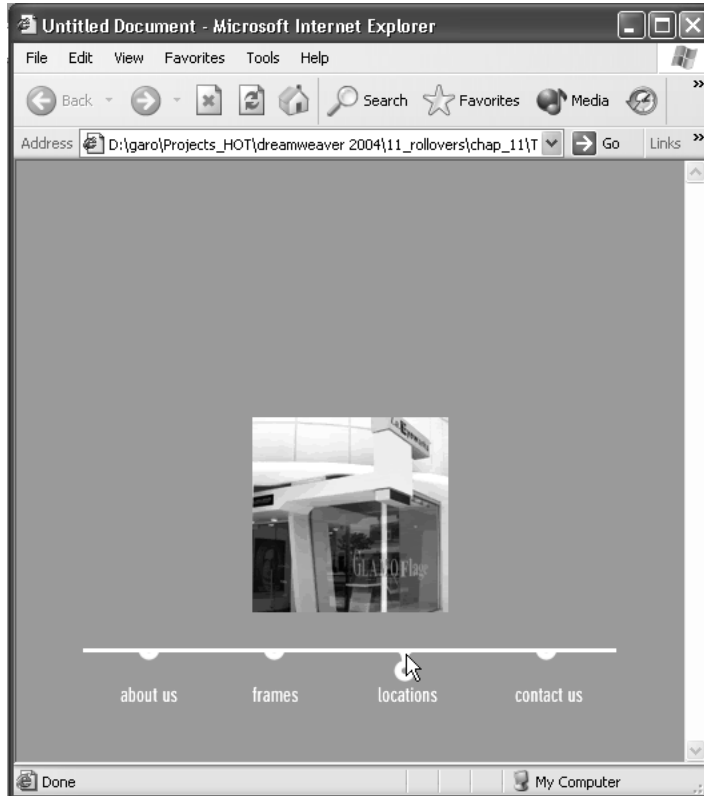 Untitled Document - Microsoft Internet Explorer
File Edit View Favorites Tools Help
Back Search Favorites Media »
Address D:\garo\Projects_HOT\dreamweaver 2004\11_rollovers\chap_11\T Go Links »
GLAMOFlage
about us frames locations contact us
Done My Computer